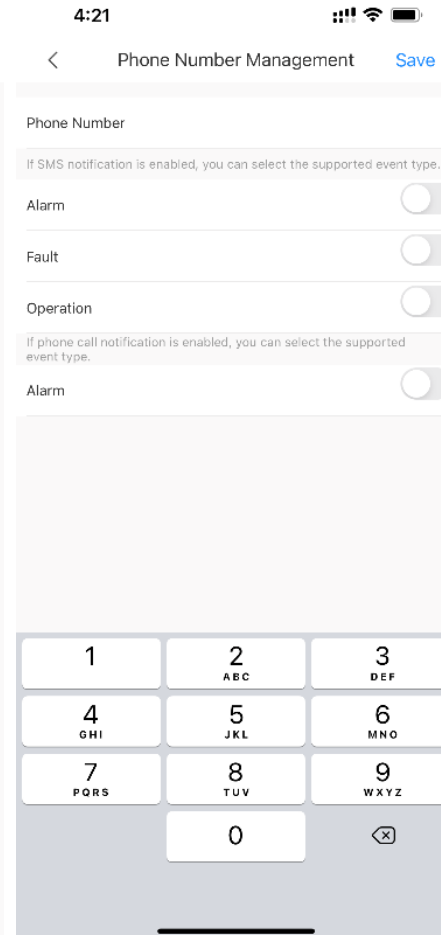 4:21
Phone Number Management Save
Phone Number
If SMS notification is enabled, you can select the supported event type.
Alarm
Fault
Operation
If phone call notification is enabled, you can select the supported
event type.
Alarm
1 2 3
ABC DEF
4 5 6
GHI JKL MNO
7 8 9
PQRS TUV WXYZ
0